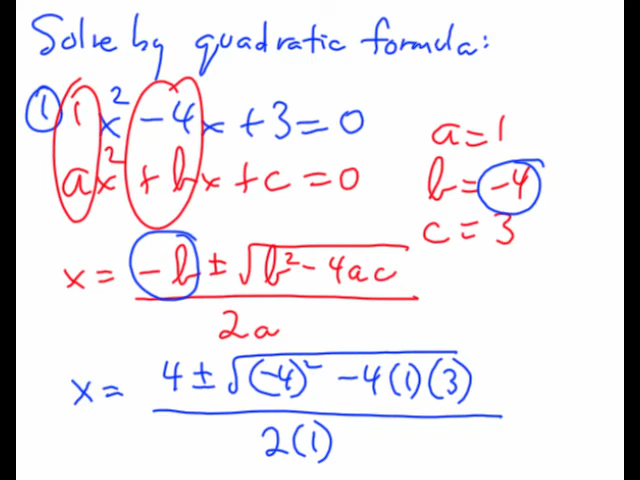 Solve by quadratic formula:
① 1x² - 4x + 3 = 0
ax² + bx + c = 0
a = 1
b = -4
c = 3
x = (-b ± √(b² - 4ac)) / 2a
x = (4 ± √((-4)² - 4(1)(3))) / 2(1)